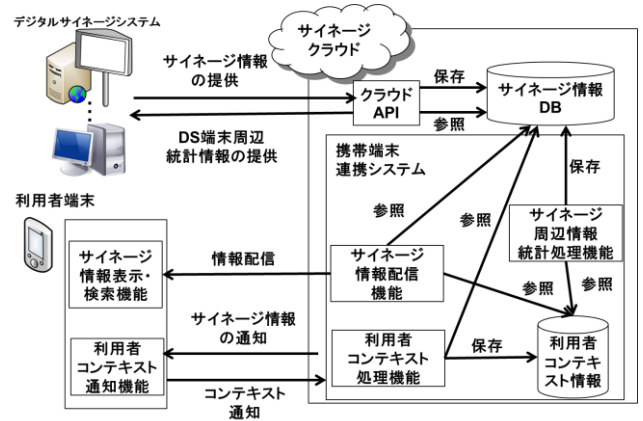 デジタルサイネージシステム
サイネージ
クラウド
サイネージ情報
の提供
クラウド
API
保存
参照
サイネージ情報
DB
DS端末周辺
統計情報の提供
携帯端末
連携システム
利用者端末
参照
参照
保存
サイネージ
周辺情報
統計処理機能
サイネージ
情報表示・
検索機能
情報配信
サイネージ
情報配信
機能
参照
参照
サイネージ情報
の通知
利用者
コンテキスト
通知機能
利用者
コンテキスト
処理機能
保存
利用者
コンテキ
スト情報
コンテキスト
通知